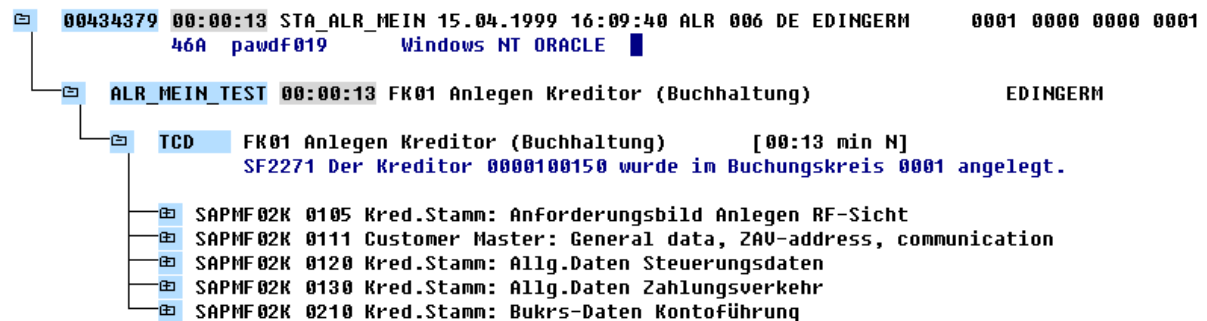 00434379 00:00:13 STA_ALR_MEIN 15.04.1999 16:09:40 ALR 006 DE EDINGERM 0001 0000 0000 0001
46A pawdf019 Windows NT ORACLE
ALR_MEIN_TEST 00:00:13 FK01 Anlegen Kreditor (Buchhaltung) EDINGERM
TCD FK01 Anlegen Kreditor (Buchhaltung) [00:13 min N]
SF2271 Der Kreditor 0000100150 wurde im Buchungskreis 0001 angelegt.
SAPMF02K 0105 Kred.Stamm: Anforderungsbild Anlegen RF-Sicht
SAPMF02K 0111 Customer Master: General data, ZAV-address, communication
SAPMF02K 0120 Kred.Stamm: Allg.Daten Steuerungsdaten
SAPMF02K 0130 Kred.Stamm: Allg.Daten Zahlungsverkehr
SAPMF02K 0210 Kred.Stamm: Bukrs-Daten Kontoführung